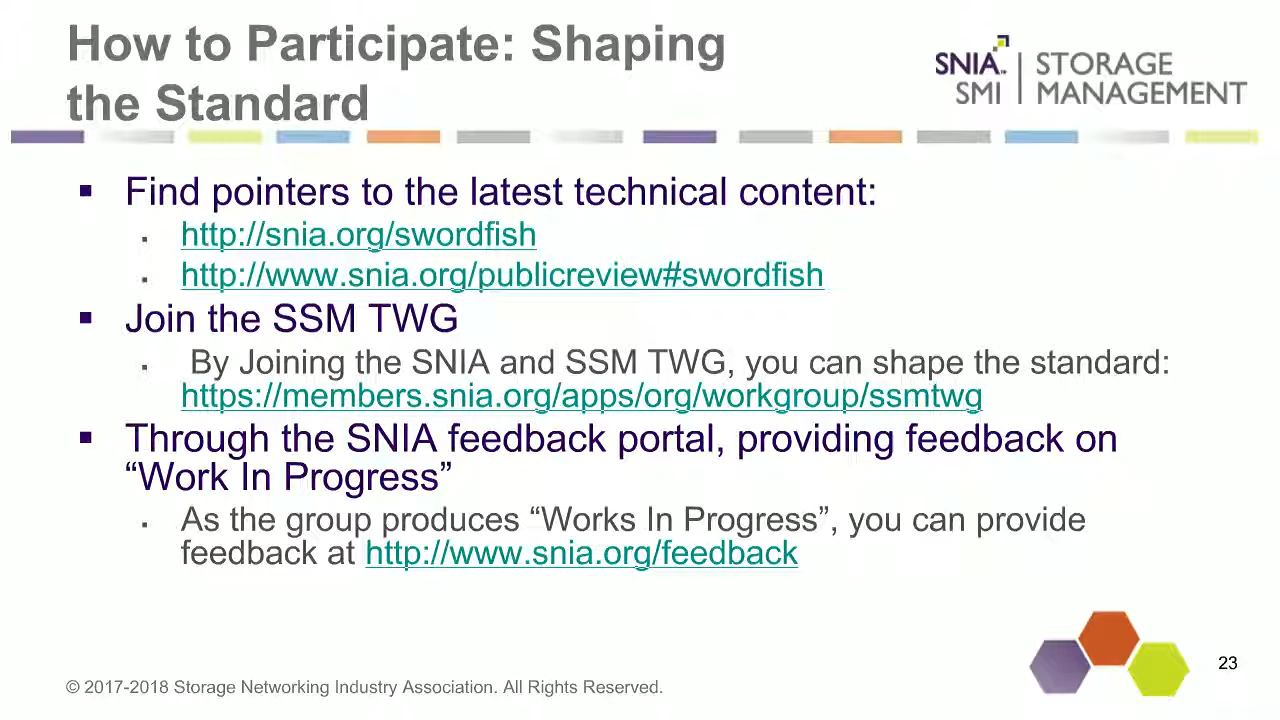 How to Participate: Shaping
the Standard
SNIA™ | STORAGE
SMI | MANAGEMENT
▪ Find pointers to the latest technical content:
▪ http://snia.org/swordfish
▪ http://www.snia.org/publicreview#swordfish
▪ Join the SSM TWG
▪ By Joining the SNIA and SSM TWG, you can shape the standard:
https://members.snia.org/apps/org/workgroup/ssmtwg
▪ Through the SNIA feedback portal, providing feedback on
“Work In Progress”
▪ As the group produces “Works In Progress”, you can provide
feedback at http://www.snia.org/feedback
23
© 2017-2018 Storage Networking Industry Association. All Rights Reserved.